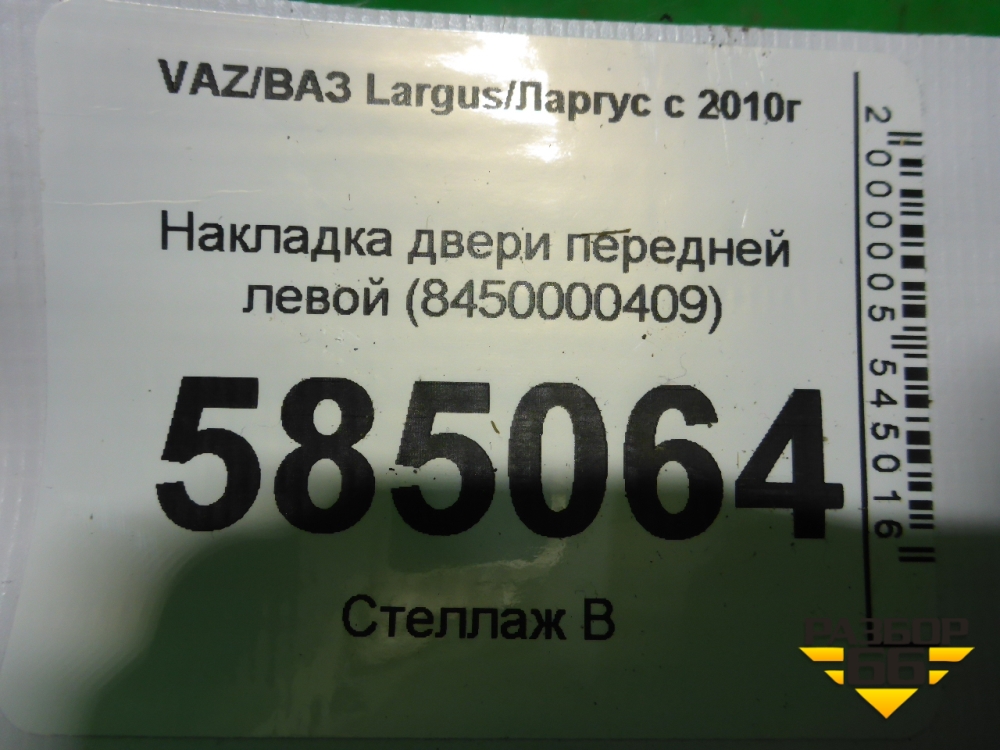 VAZ/ВАЗ Largus/Ларгус с 2010г
Накладка двери передней
левой (8450000409)
585064
Стеллаж В
2000005545016
РАЗБОР
66